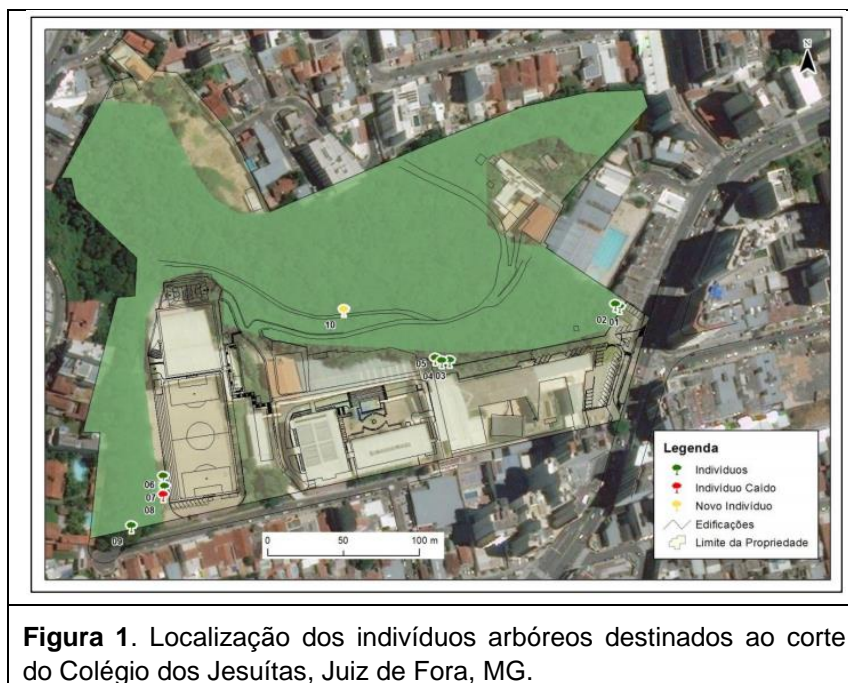 N
02 01
10
05
04 03
06
07
08
09
0 50 100 m
Legenda
Indivíduos
Indivíduo Caído
Novo Indivíduo
Edificações
Limite da Propriedade
Figura 1. Localização dos indivíduos arbóreos destinados ao corte
do Colégio dos Jesuítas, Juiz de Fora, MG.